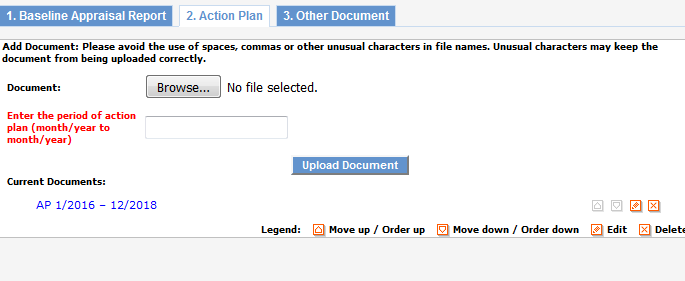 1. Baseline Appraisal Report 2. Action Plan 3. Other Document
Add Document: Please avoid the use of spaces, commas or other unusual characters in file names. Unusual characters may keep the
document from being uploaded correctly.
Document: Browse... No file selected.
Enter the period of action
plan (month/year to
month/year)
Upload Document
Current Documents:
AP 1/2016 – 12/2018
Legend: Move up / Order up Move down / Order down Edit Delete